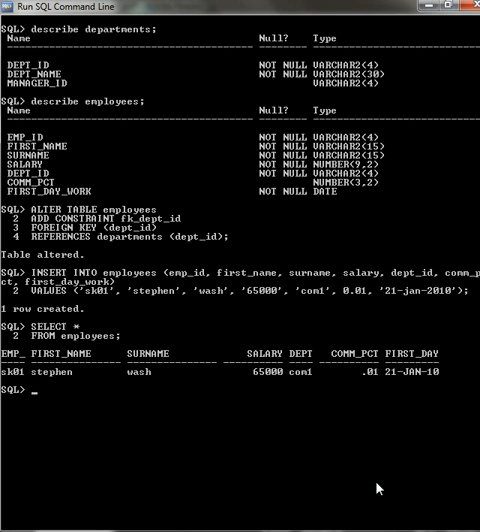 Run SQL Command Line
SQL> describe departments;
Name Null? Type
DEPT_ID NOT NULL VARCHAR2(4)
DEPT_NAME NOT NULL VARCHAR2(30)
MANAGER_ID VARCHAR2(4)
SQL> describe employees;
Name Null? Type
EMP_ID NOT NULL VARCHAR2(4)
FIRST_NAME NOT NULL VARCHAR2(15)
SURNAME NOT NULL VARCHAR2(15)
SALARY NOT NULL NUMBER(9,2)
DEPT_ID NOT NULL VARCHAR2(4)
COMM_PCT NUMBER(3,2)
FIRST_DAY_WORK NOT NULL DATE
SQL> ALTER TABLE employees
2 ADD CONSTRAINT fk_dept_id
3 FOREIGN KEY (dept_id)
4 REFERENCES departments (dept_id);
Table altered.
SQL> INSERT INTO employees (emp_id, first_name, surname, salary, dept_id, comm_p
ct, first_day_work)
2 VALUES ('sk01', 'stephen', 'wash', '65000', 'com1', 0.01, '21-jan-2010');
1 row created.
SQL> SELECT *
2 FROM employees;
EMP_ FIRST_NAME SURNAME SALARY DEPT COMM_PCT FIRST_DAY
sk01 stephen wash 65000 com1 .01 21-JAN-10
SQL> _